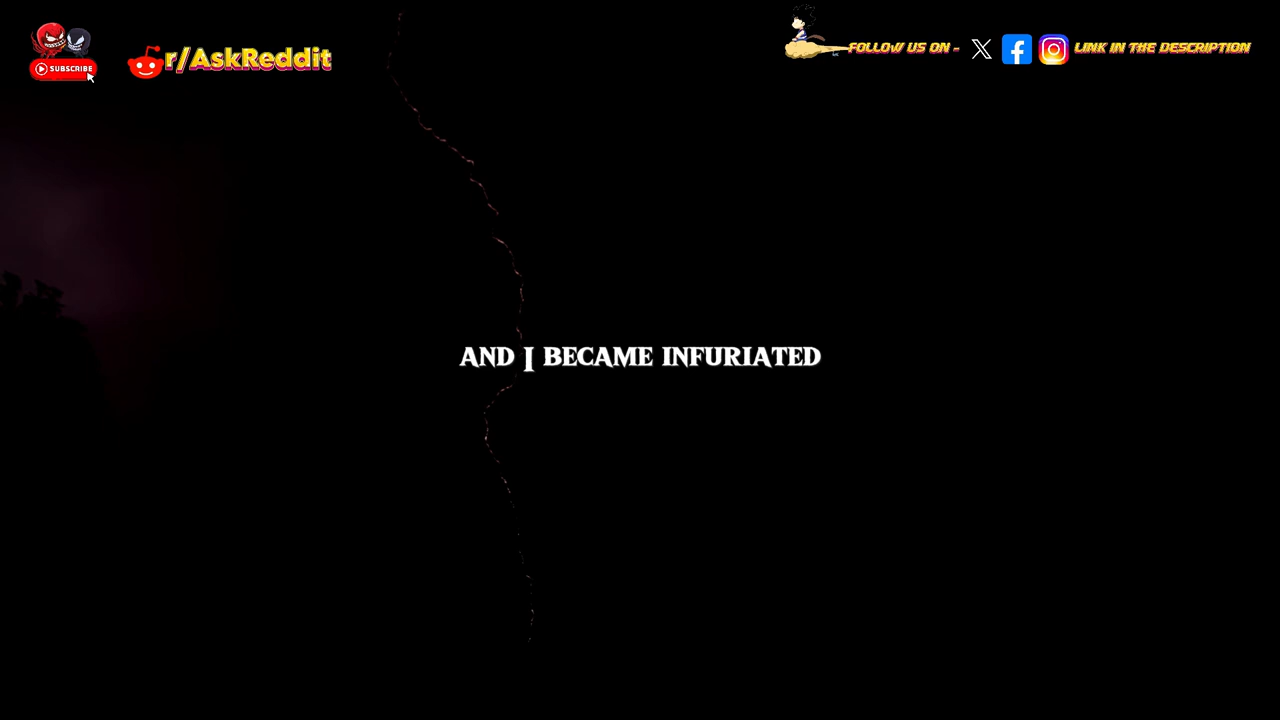 SUBSCRIBE
r/AskReddit
FOLLOW US ON -
LINK IN THE DESCRIPTION
AND I BECAME INFURIATED